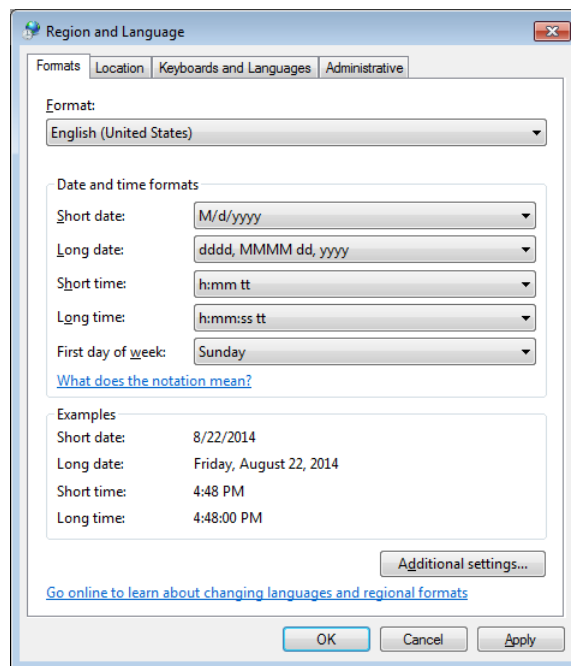 Region and Language
Formats Location Keyboards and Languages Administrative
Format:
English (United States)
Date and time formats
Short date: M/d/yyyy
Long date: dddd, MMMM dd, yyyy
Short time: h:mm tt
Long time: h:mm:ss tt
First day of week: Sunday
What does the notation mean?
Examples
Short date: 8/22/2014
Long date: Friday, August 22, 2014
Short time: 4:48 PM
Long time: 4:48:00 PM
Additional settings...
Go online to learn about changing languages and regional formats
OK Cancel Apply